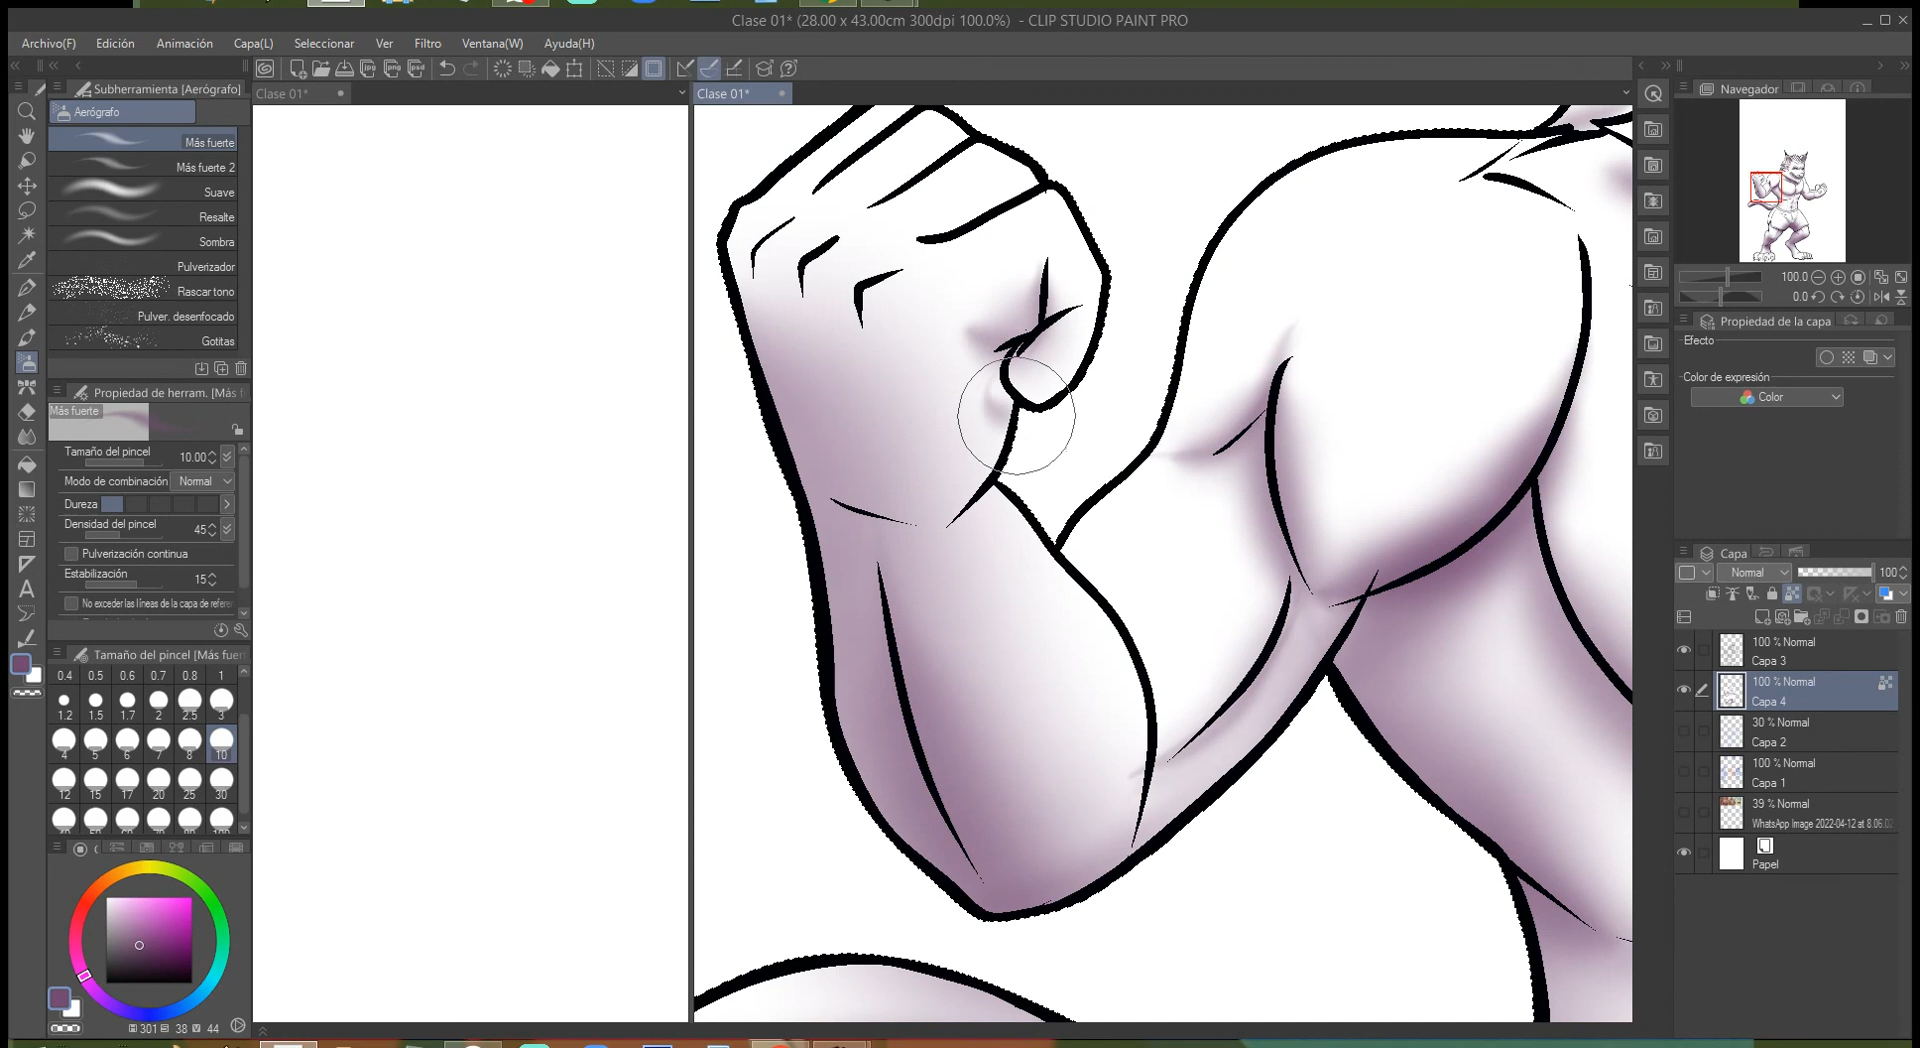 Clase 01* (28.00 x 43.00cm 300dpi 100.0%) - CLIP STUDIO PAINT PRO
Archivo(F) Edición Animación Capa(L) Seleccionar Ver Filtro Ventana(W) Ayuda(H)
Subherramienta [Aerógrafo]
Clase 01*
Clase 01*
Navegador
Aerógrafo
Más fuerte
Más fuerte 2
Suave
Resalte
Sombra
Pulverizador
Rascar tono
Pulver. desenfocado
Gotitas
100.0
0.0
Propiedad de la capa
Efecto
Color de expresión
Color
Propiedad de herram. [Más f
Más fuerte
Tamaño del pincel 10.00
Modo de combinación Normal
Dureza
Densidad del pincel 45
Pulverización continua
Estabilización 15
No exceder las líneas de la capa de refere
Tamaño del pincel [Más fuer
0.4 0.5 0.6 0.7 0.8 1
1.2 1.5 1.7 2 2.5 3
4 5 6 7 8 10
12 15 17 20 25 30
301 38 44
Capa
Normal 100
100 % Normal
Capa 3
100 % Normal
Capa 4
30 % Normal
Capa 2
100 % Normal
Capa 1
39 % Normal
WhatsApp Image 2022-04-12 at 8.06.02
Papel